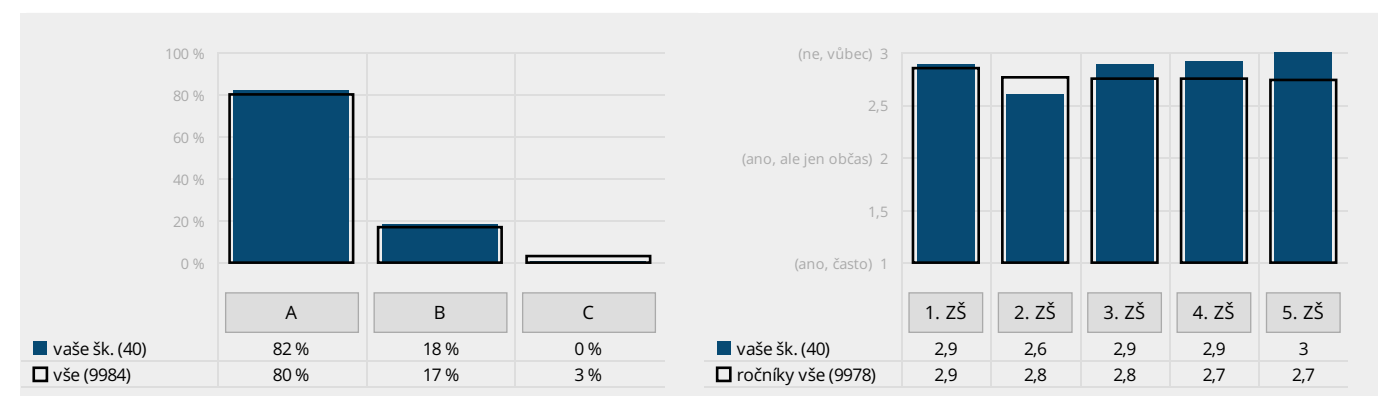 100 %
80 %
60 %
40 %
20 %
0 %
A B C
vaše šk. (40) 82 % 18 % 0 %
vše (9984) 80 % 17 % 3 %
(ne, vůbec) 3
2,5
(ano, ale jen občas) 2
1,5
(ano, často) 1
1. ZŠ 2. ZŠ 3. ZŠ 4. ZŠ 5. ZŠ
vaše šk. (40) 2,9 2,6 2,9 2,9 3
ročníky vše (9978) 2,9 2,8 2,8 2,7 2,7